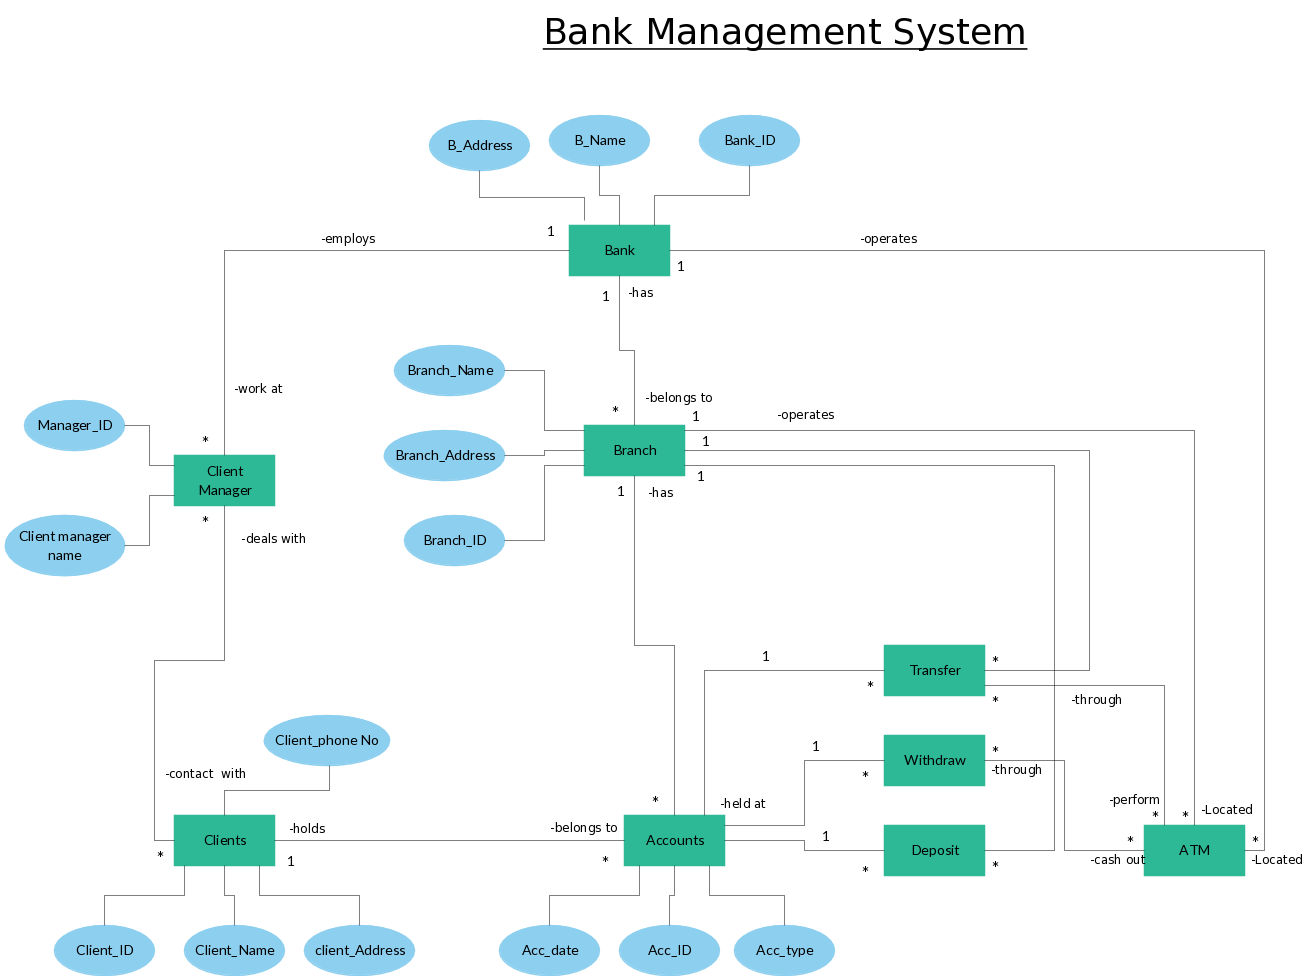 Bank Management System
B_Address
B_Name
Bank_ID
1
-employs
Bank
-operates
1
1
-has
Branch_Name
-work at
-belongs to
*
1
-operates
Manager_ID
*
Branch_Address
Branch
1
Client
Manager
1
1
-has
*
Client manager
name
-deals with
Branch_ID
1
*
Transfer
*
*
-through
Client_phone No
1
*
Withdraw
*
-through
-contact  with
*
-held at
-perform
*
*
-Located
Clients
-holds
-belongs to
Accounts
1
Deposit
*
ATM
*
*
1
*
*
*
-cash out
-Located
Client_ID
Client_Name
client_Address
Acc_date
Acc_ID
Acc_type